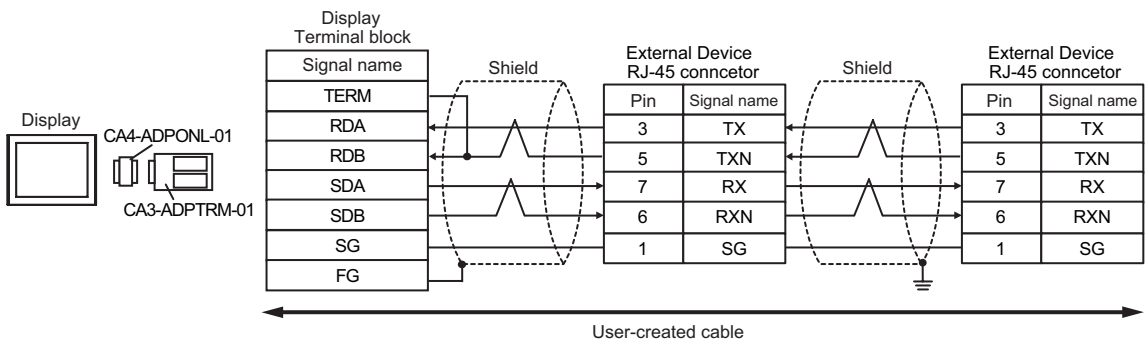 Display
Terminal block
Signal name
TERM
RDA
RDB
SDA
SDB
SG
FG
Display
CA4-ADPONL-01
CA3-ADPTRM-01
Shield
External Device
RJ-45 conncetor
Pin Signal name
3 TX
5 TXN
7 RX
6 RXN
1 SG
Shield
External Device
RJ-45 conncetor
Pin Signal name
3 TX
5 TXN
7 RX
6 RXN
1 SG
User-created cable